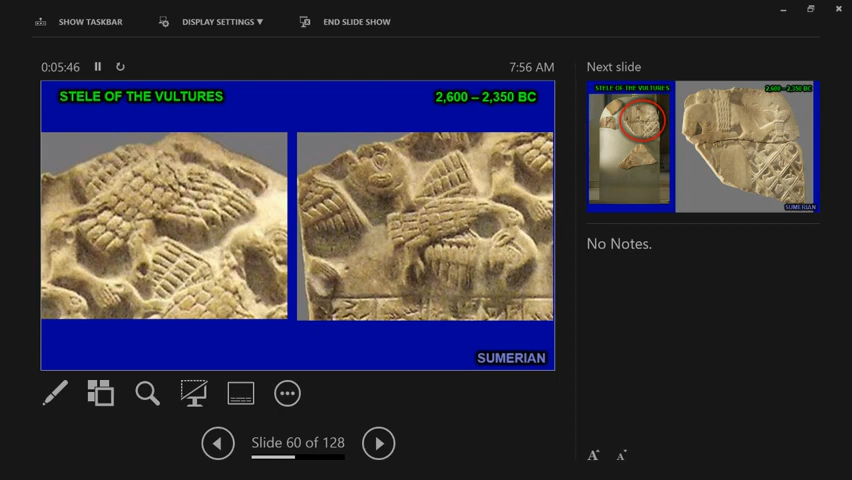 SHOW TASKBAR
DISPLAY SETTINGS ▼
END SLIDE SHOW
0:05:46
7:56 AM
STELE OF THE VULTURES
2,600 – 2,350 BC
SUMERIAN
Slide 60 of 128
Next slide
STELE OF THE VULTURES
2,600 – 2,350 BC
SUMERIAN
No Notes.
A
A